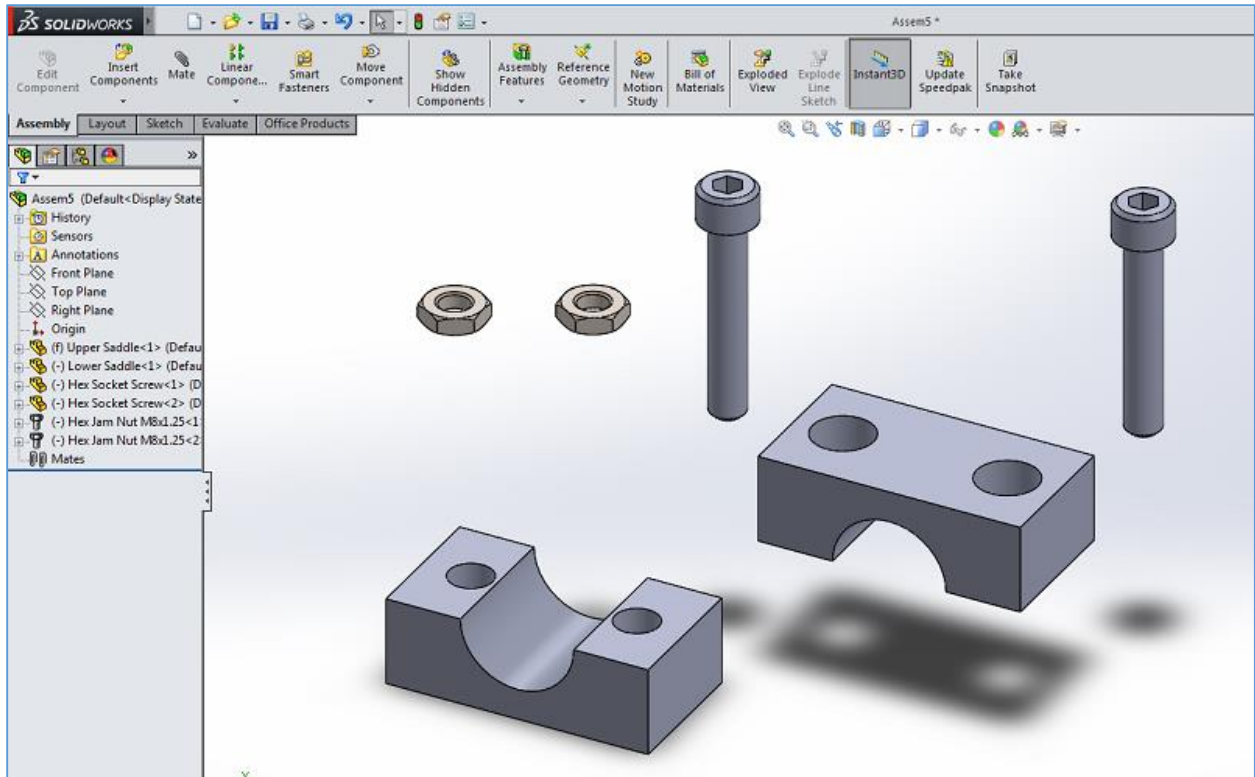 SOLIDWORKS
Assem5 *
Edit Component
Insert Components
Mate
Linear Compone...
Smart Fasteners
Move Component
Show Hidden Components
Assembly Features
Reference Geometry
New Motion Study
Bill of Materials
Exploded View
Explode Line Sketch
Instant3D
Update Speedpak
Take Snapshot
Assembly
Layout
Sketch
Evaluate
Office Products
Assem5 (Default<Display State
History
Sensors
Annotations
Front Plane
Top Plane
Right Plane
Origin
(f) Upper Saddle<1> (Defau
(-) Lower Saddle<1> (Defau
(-) Hex Socket Screw<1> (D
(-) Hex Socket Screw<2> (D
(-) Hex Jam Nut M8x1.25<1
(-) Hex Jam Nut M8x1.25<2
Mates